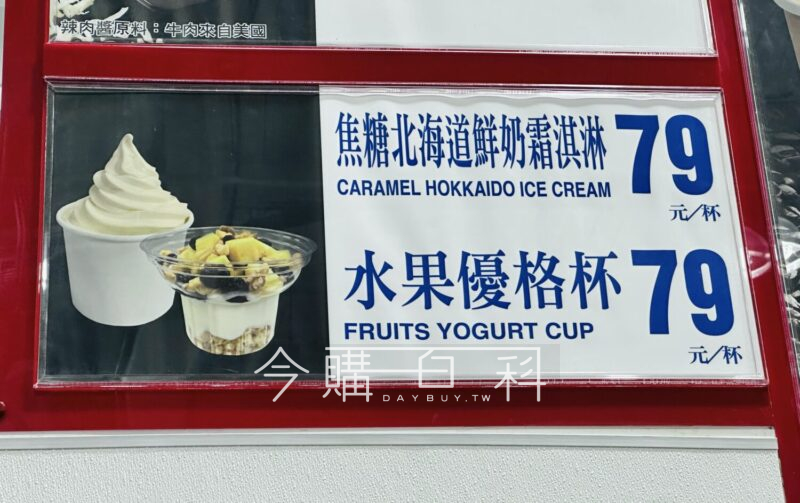 辣肉醬原料：牛肉來自美國
焦糖北海道鮮奶霜淇淋 79
CARAMEL HOKKAIDO ICE CREAM
元/杯
水果優格杯 79
FRUITS YOGURT CUP
元/杯
今購百科
DAYBUY.TW